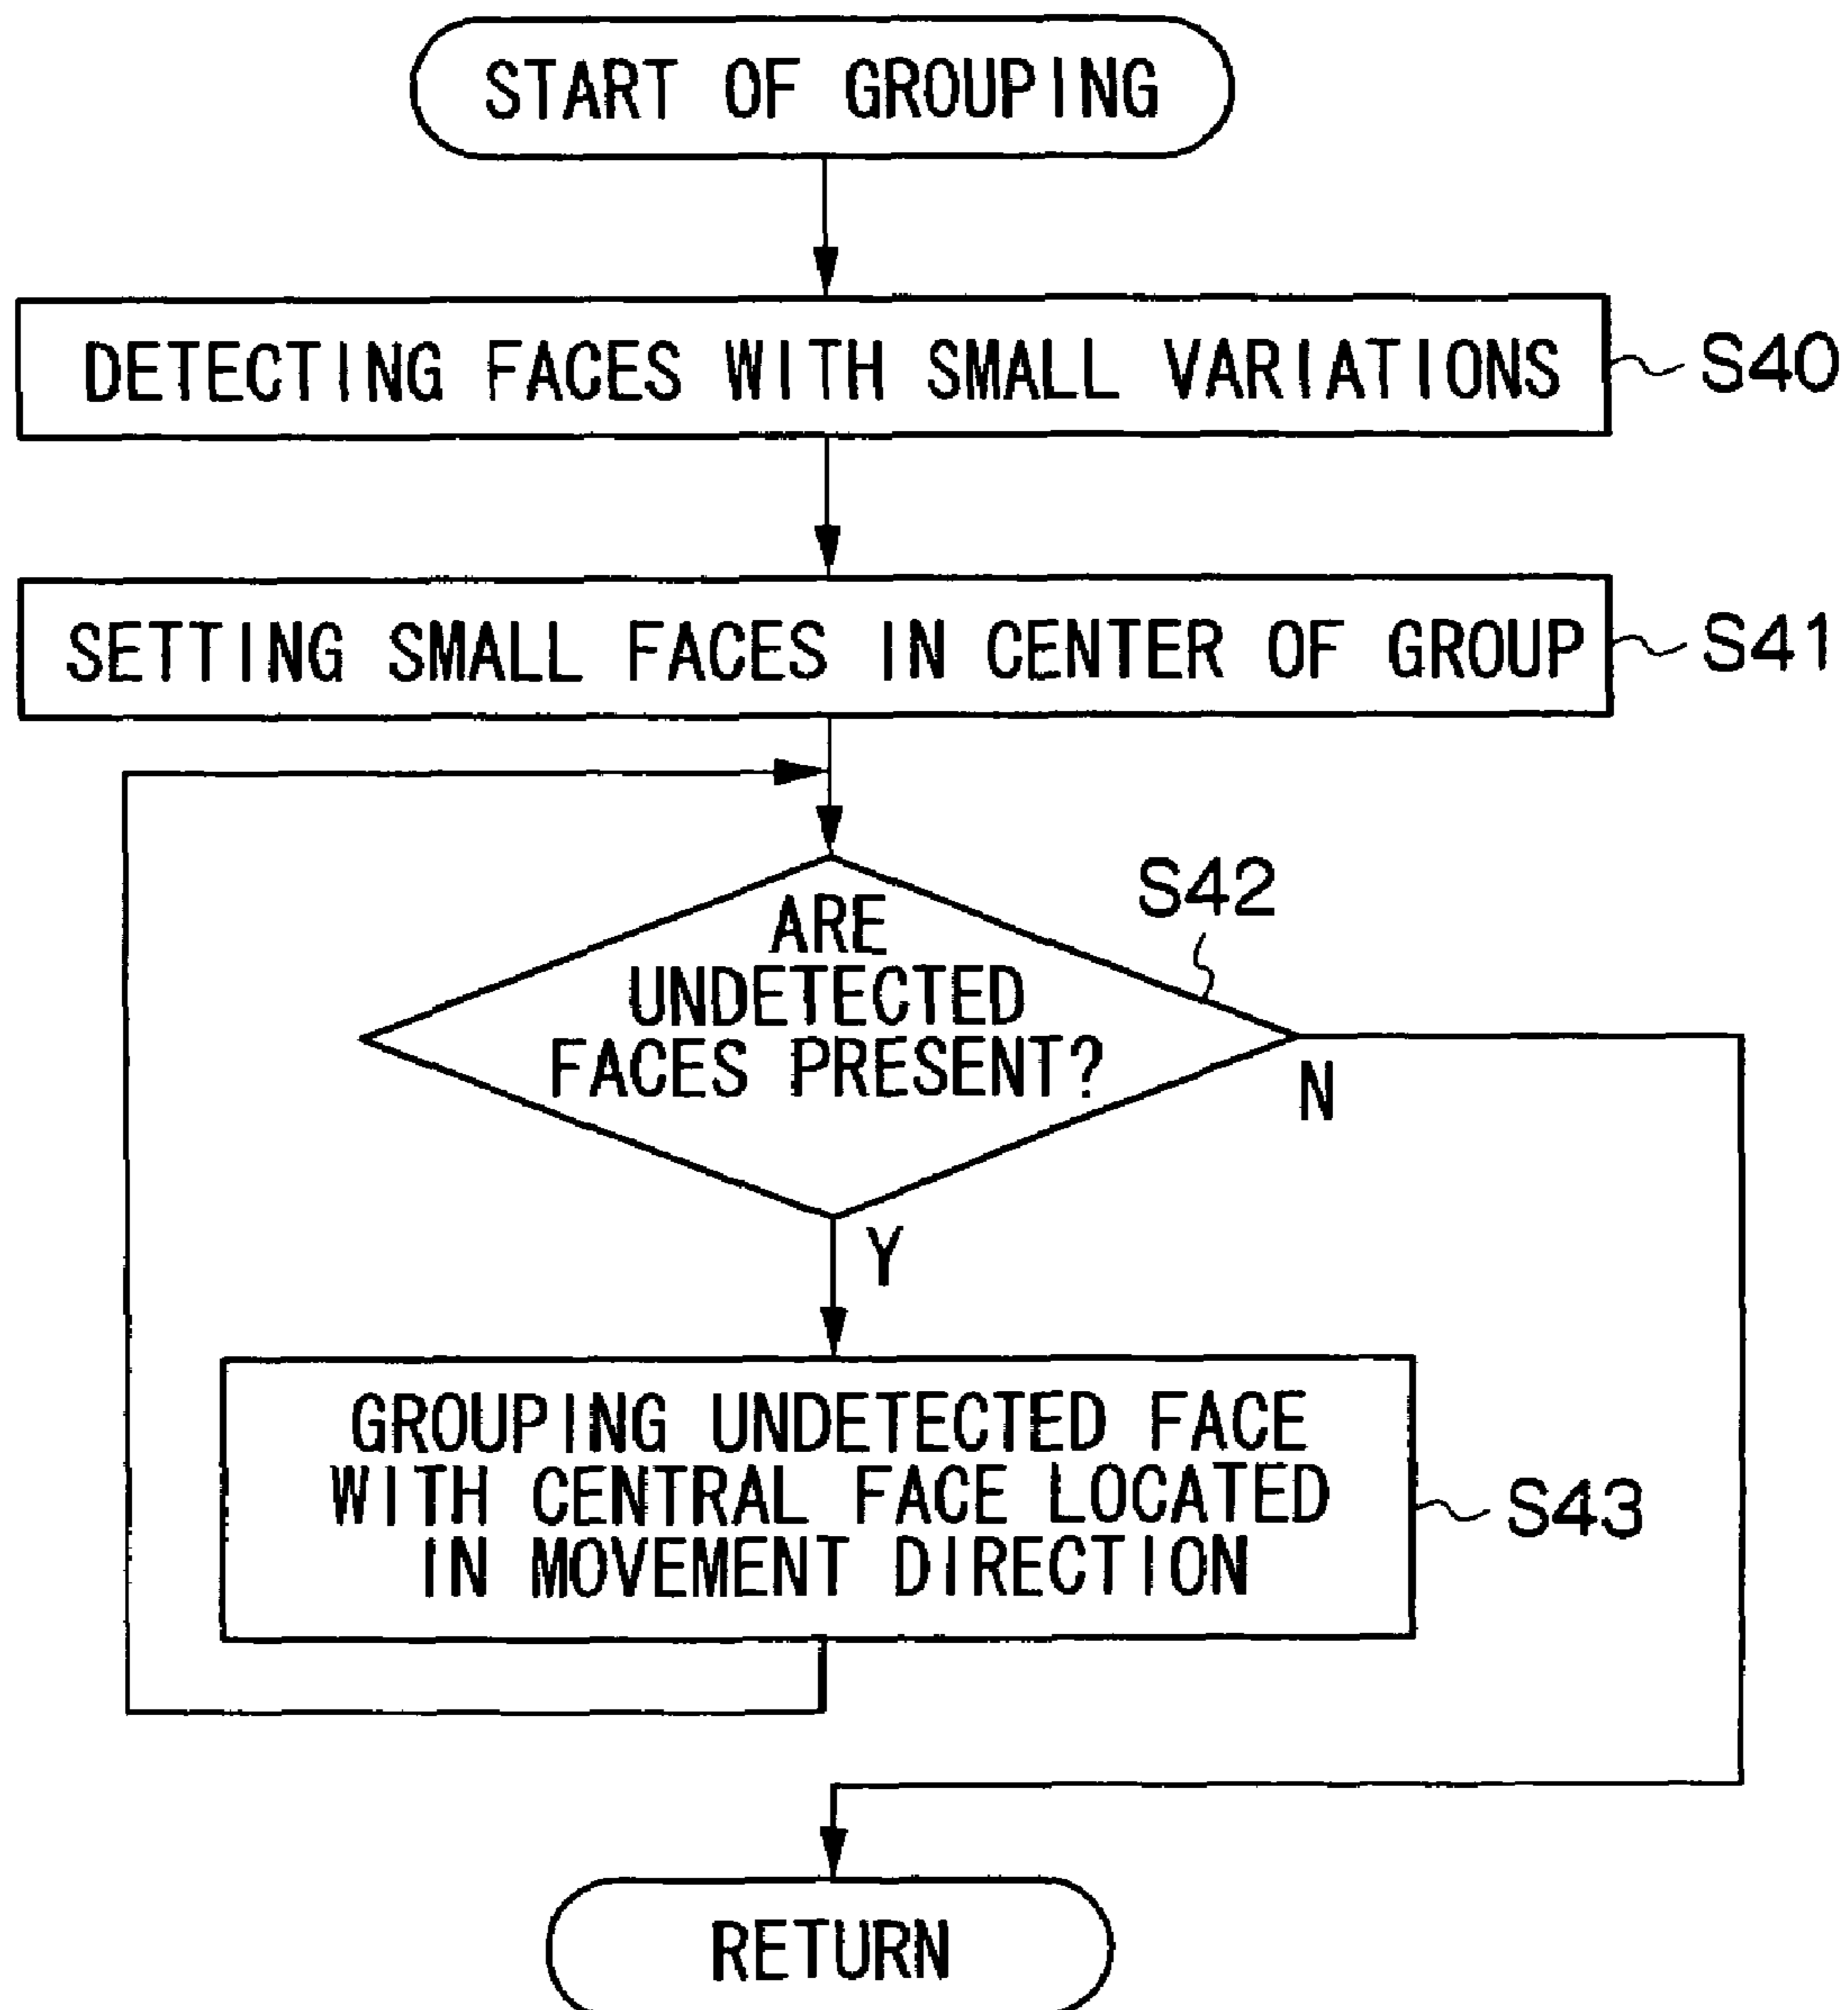 START OF GROUPING
DETECTING FACES WITH SMALL VARIATIONS
S40
SETTING SMALL FACES IN CENTER OF GROUP
S41
S42
ARE
UNDETECTED
FACES PRESENT?
N
Y
GROUPING UNDETECTED FACE
WITH CENTRAL FACE LOCATED
IN MOVEMENT DIRECTION
S43
RETURN